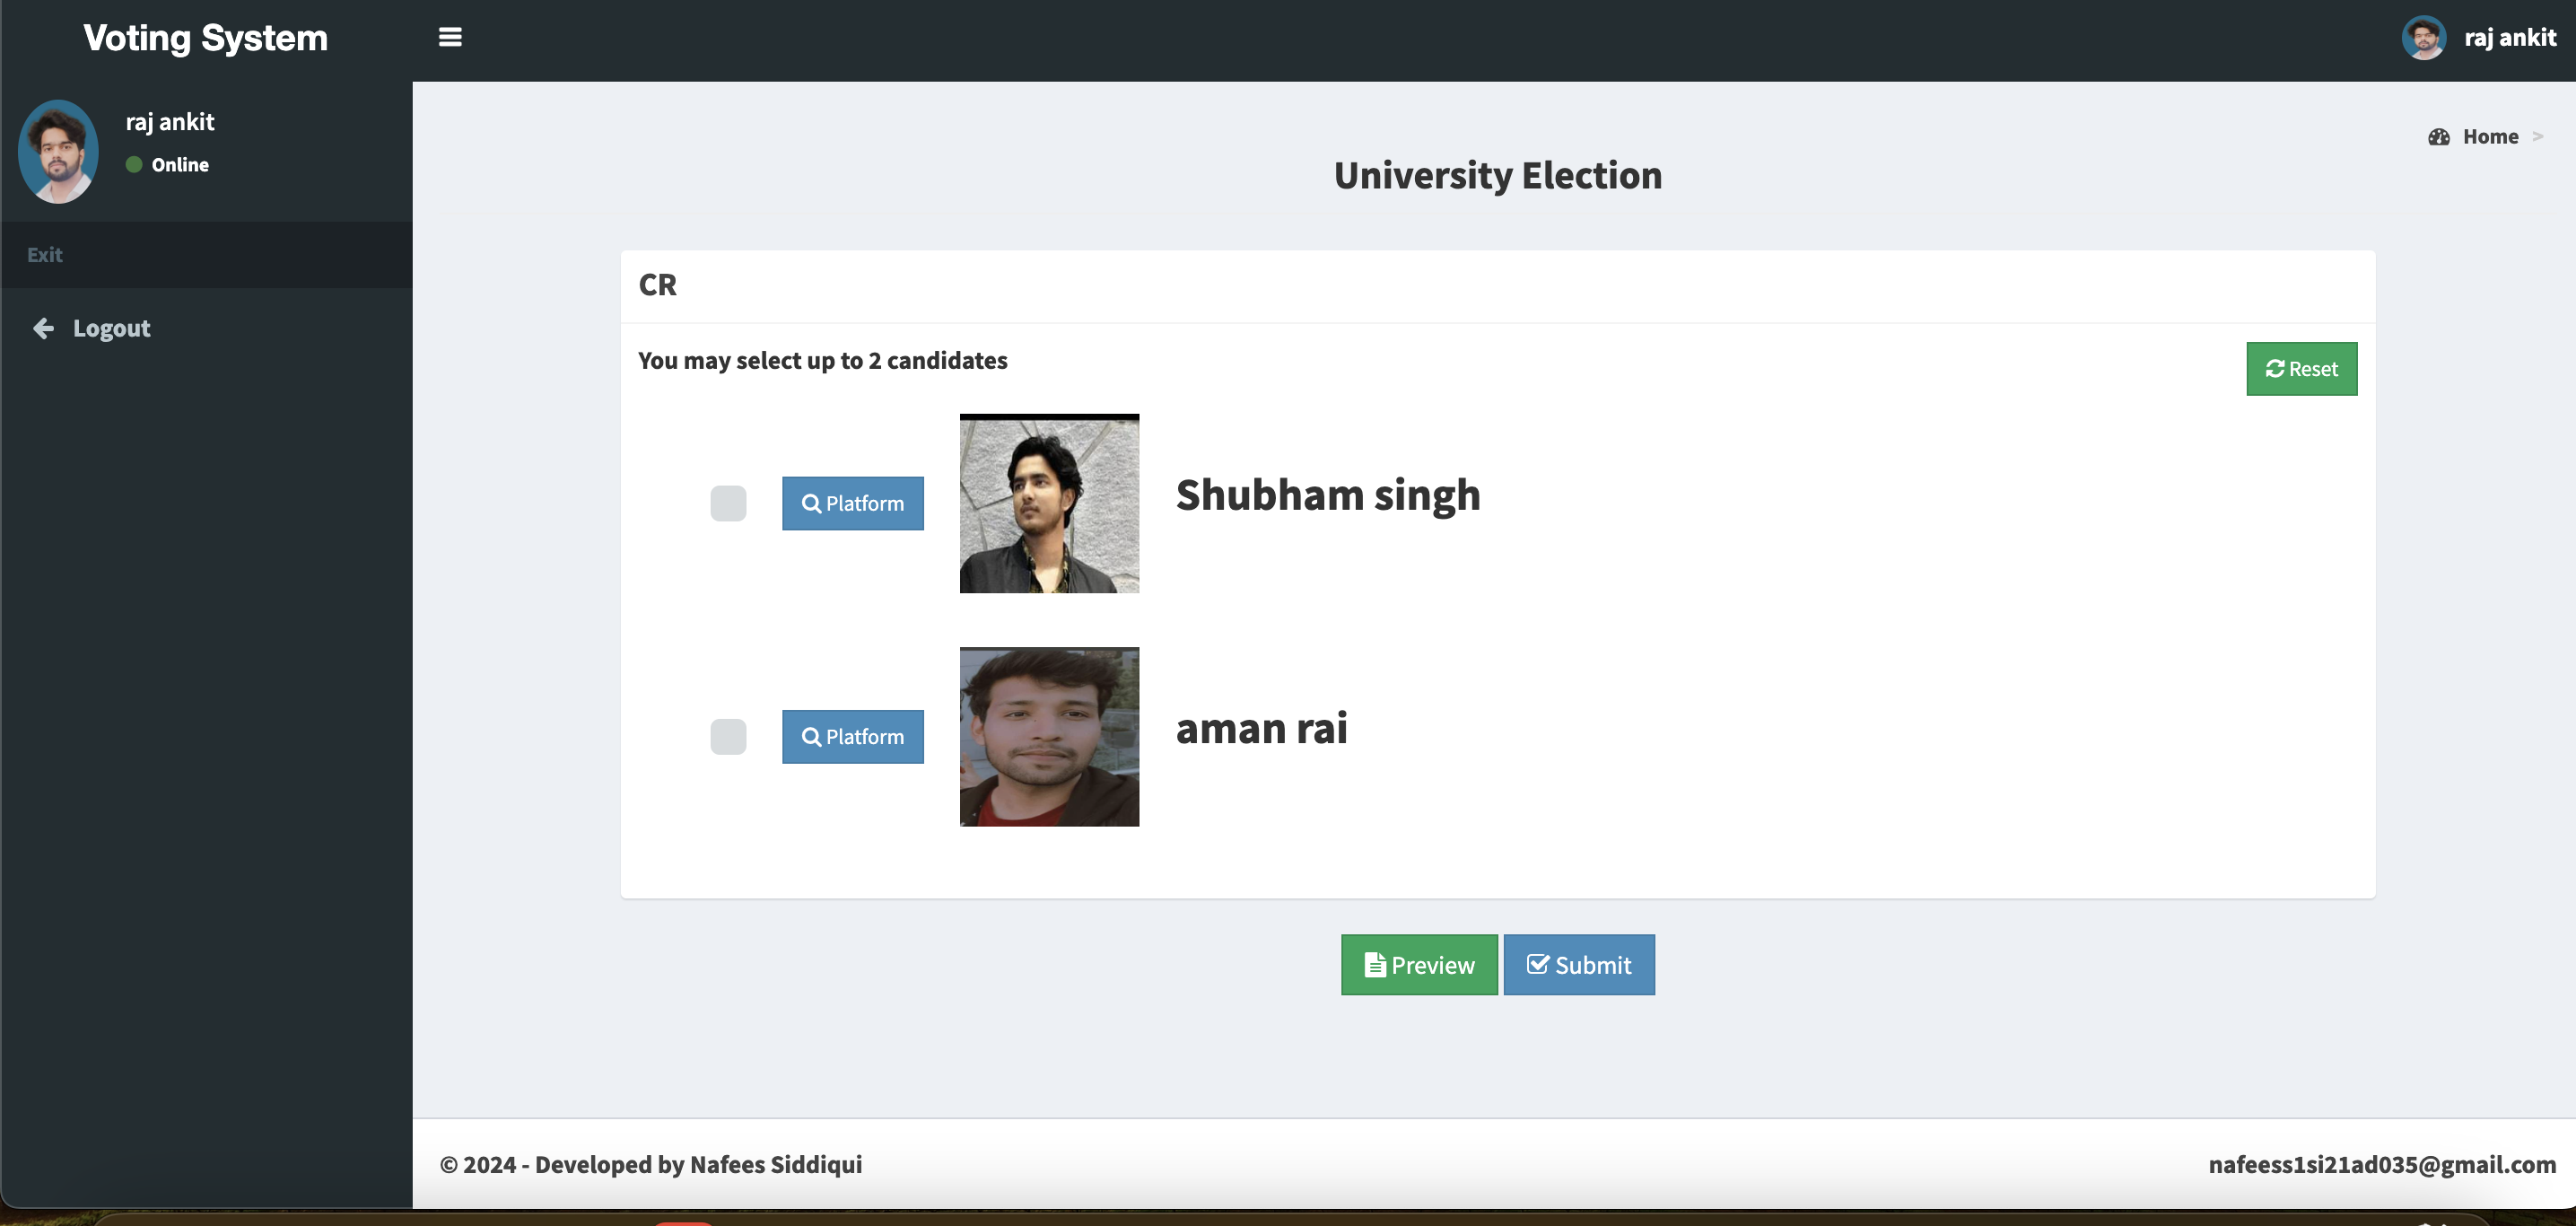 Voting System
raj ankit
raj ankit
Online
Exit
Logout
Home >
University Election
CR
You may select up to 2 candidates
Reset
Platform
Shubham singh
Platform
aman rai
Preview
Submit
© 2024 - Developed by Nafees Siddiqui
nafeess1si21ad035@gmail.com